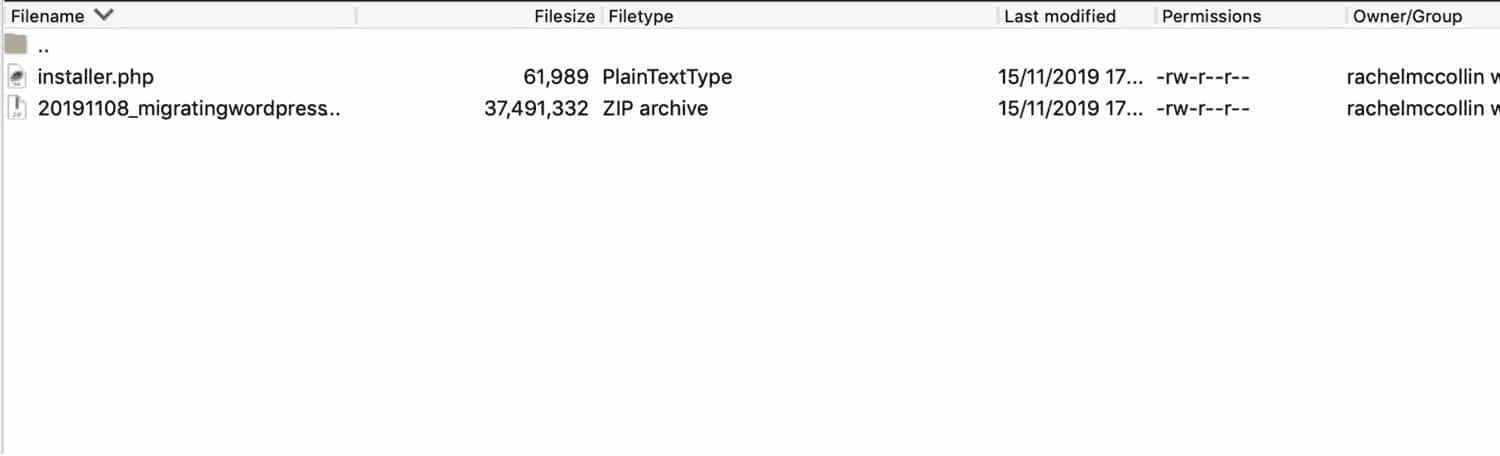 Filename Filesize Filetype Last modified Permissions Owner/Group
..
installer.php 61,989 PlainTextType 15/11/2019 17... -rw-r--r-- rachelmccollin w
20191108_migratingwordpress... 37,491,332 ZIP archive 15/11/2019 17... -rw-r--r-- rachelmccollin w